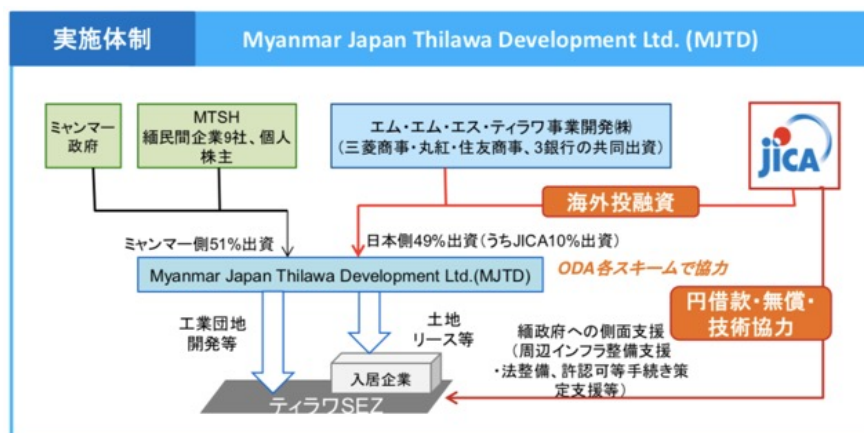 実施体制
Myanmar Japan Thilawa Development Ltd. (MJTD)
ミャンマー
政府
MTSH
緬民間企業9社、個人
株主
エム・エム・エス・ティラワ事業開発㈱
(三菱商事・丸紅・住友商事、3銀行の共同出資)
jICA
海外投融資
ミャンマー側51%出資
日本側49%出資(うちJICA10%出資)
Myanmar Japan Thilawa Development Ltd.(MJTD)
ODA各スキームで協力
円借款・無償・
技術協力
工業団地
開発等
土地
リース等
緬政府への側面支援
(周辺インフラ整備支援
・法整備、許認可等手続き策
定支援等)
入居企業
ティラワSEZ